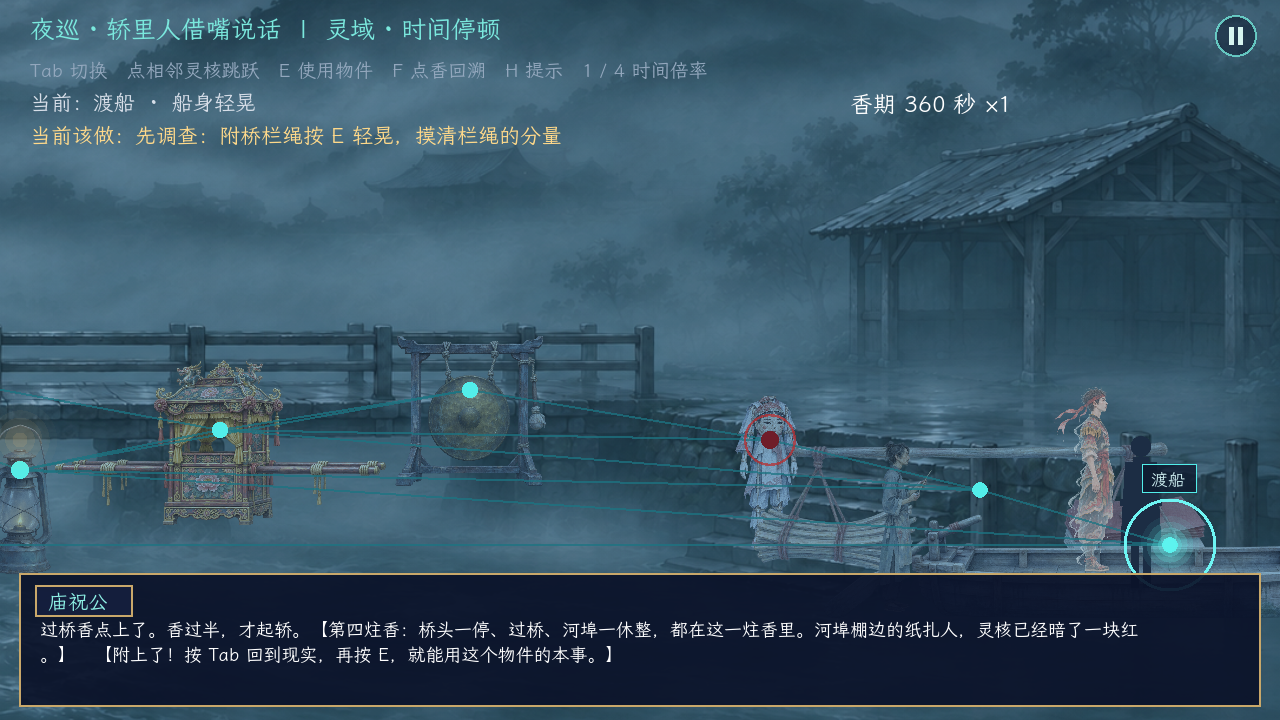 夜巡·轿里人借嘴说话 | 灵域·时间停顿
Tab 切换 点相邻灵核跳跃 E 使用物件 F 点香回溯 H 提示 1 / 4 时间倍率
当前：渡船 · 船身轻晃
香期 360 秒 ×1
当前该做：先调查：附桥栏绳按 E 轻晃，摸清栏绳的分量
渡船
庙祝公
过桥香点上了。香过半，才起轿。【第四炷香：桥头一停、过桥、河埠一休整，都在这一炷香里。河埠棚边的纸扎人，灵核已经暗了一块红
。】 【附上了！按 Tab 回到现实，再按 E，就能用这个物件的本事。】